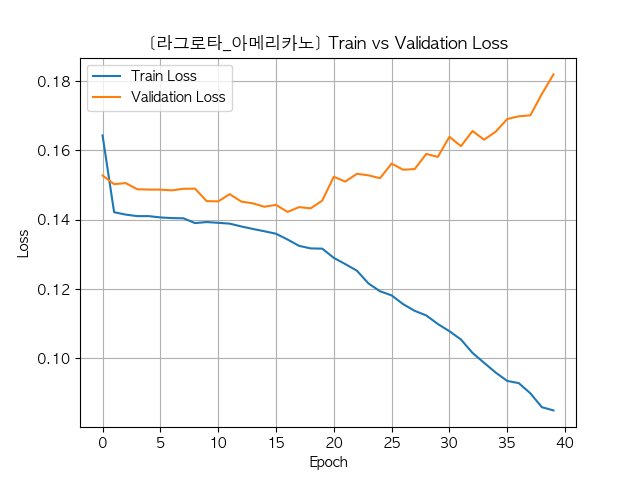 [라그로타_아메리카노] Train vs Validation Loss
Train Loss
Validation Loss
Loss
0.18
0.16
0.14
0.12
0.10
0 5 10 15 20 25 30 35 40
Epoch